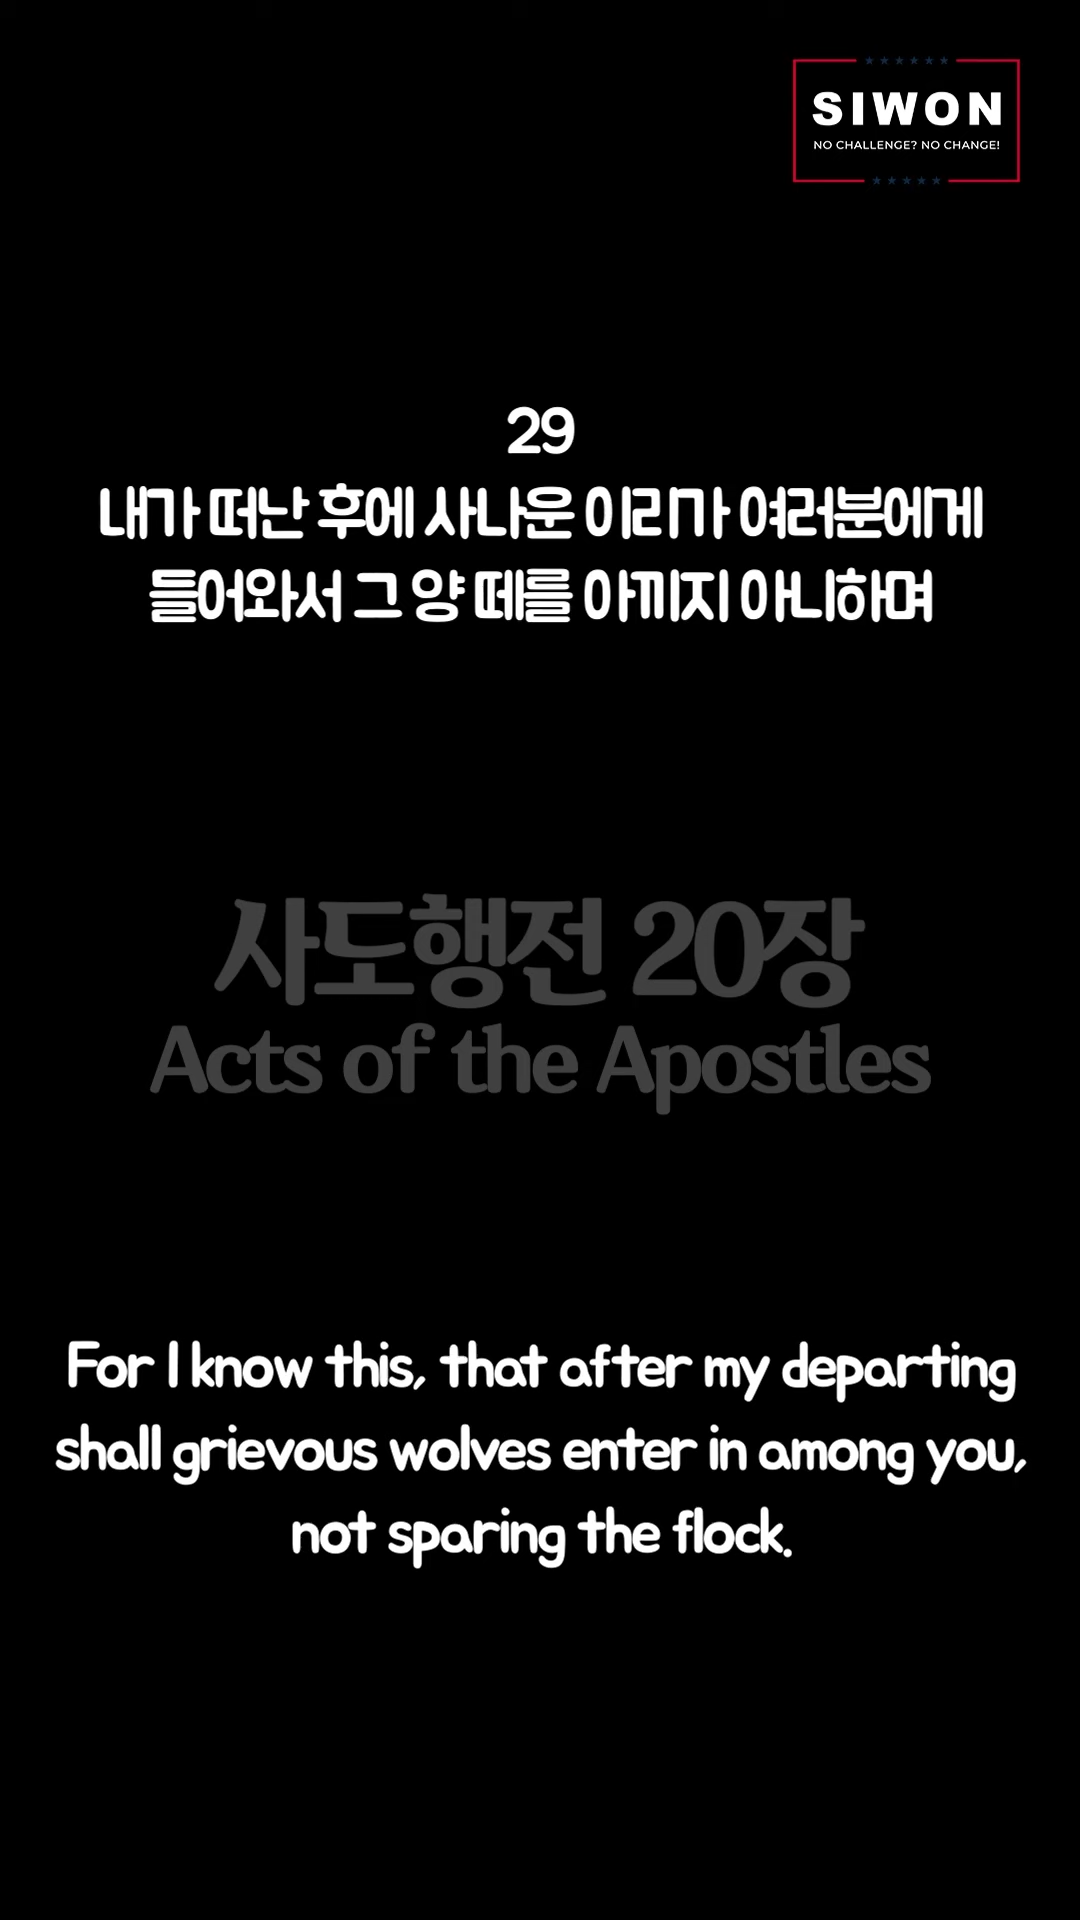 SIWON
NO CHALLENGE? NO CHANGE!
29
내가 떠난 후에 사나운 이리가 여러분에게
들어와서 그 양 떼를 아끼지 아니하며
사도행전 20장
Acts of the Apostles
For I know this, that after my departing
shall grievous wolves enter in among you,
not sparing the flock.